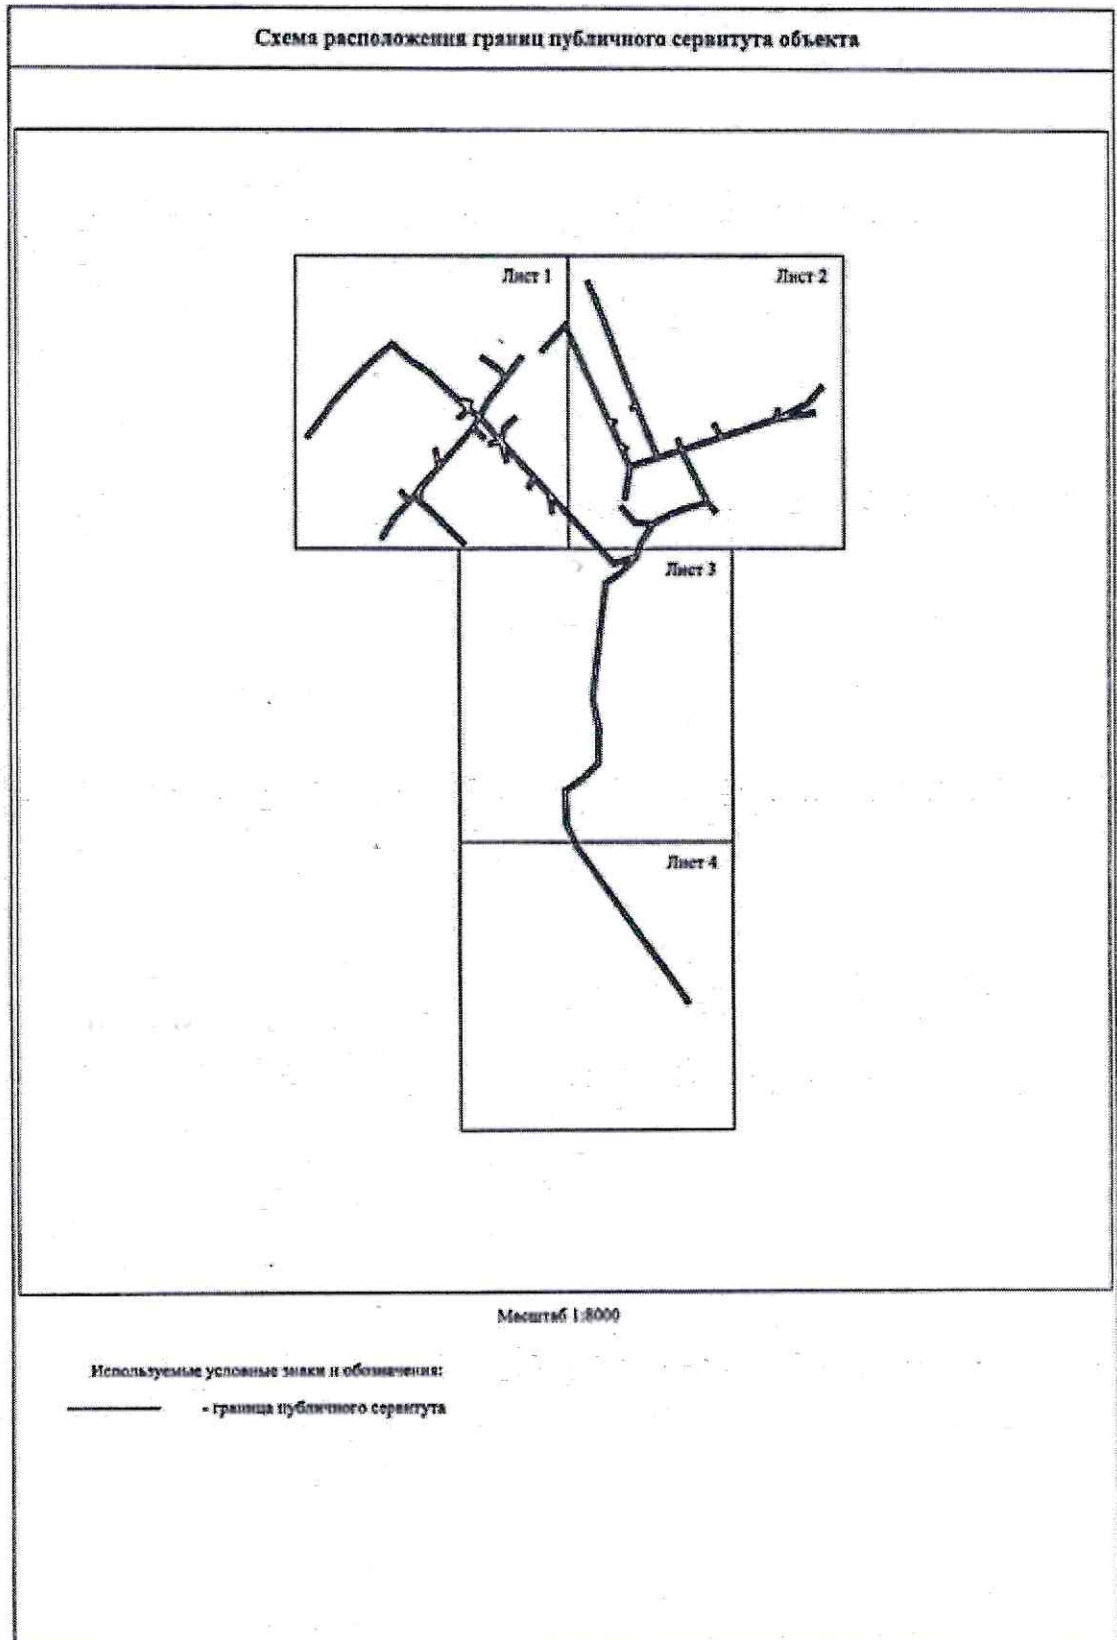 Схема расположения границ публичного сервитута объекта
Лист 1
Лист 2
Лист 3
Лист 4
Масштаб 1:8000
Используемые условные знаки и обозначения:
- граница публичного сервитута